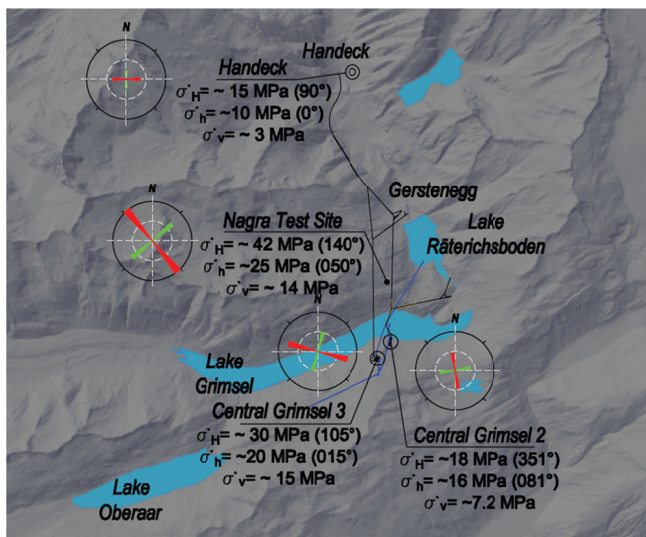 N
Handeck
Handeck
σ*H= ~ 15 MPa (90°)
σ*h= ~10 MPa (0°)
σ*v= ~ 3 MPa
Gerstenegg
N
Nagra Test Site
σ*H= ~ 42 MPa (140°)
σ*h= ~25 MPa (050°)
σ*v= ~ 14 MPa
Lake
Räterichsboden
N
N
Lake
Grimsel
Central Grimsel 3
σ*H= ~ 30 MPa (105°)
σ*h= ~20 MPa (015°)
σ*v= ~ 15 MPa
Central Grimsel 2
σ*H= ~18 MPa (351°)
σ*h= ~16 MPa (081°)
σ*v= ~7.2 MPa
Lake
Oberaar